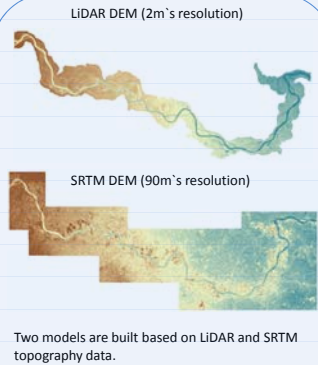 LiDAR DEM (2m`s resolution)
SRTM DEM (90m`s resolution)
Two models are built based on LiDAR and SRTM
topography data.